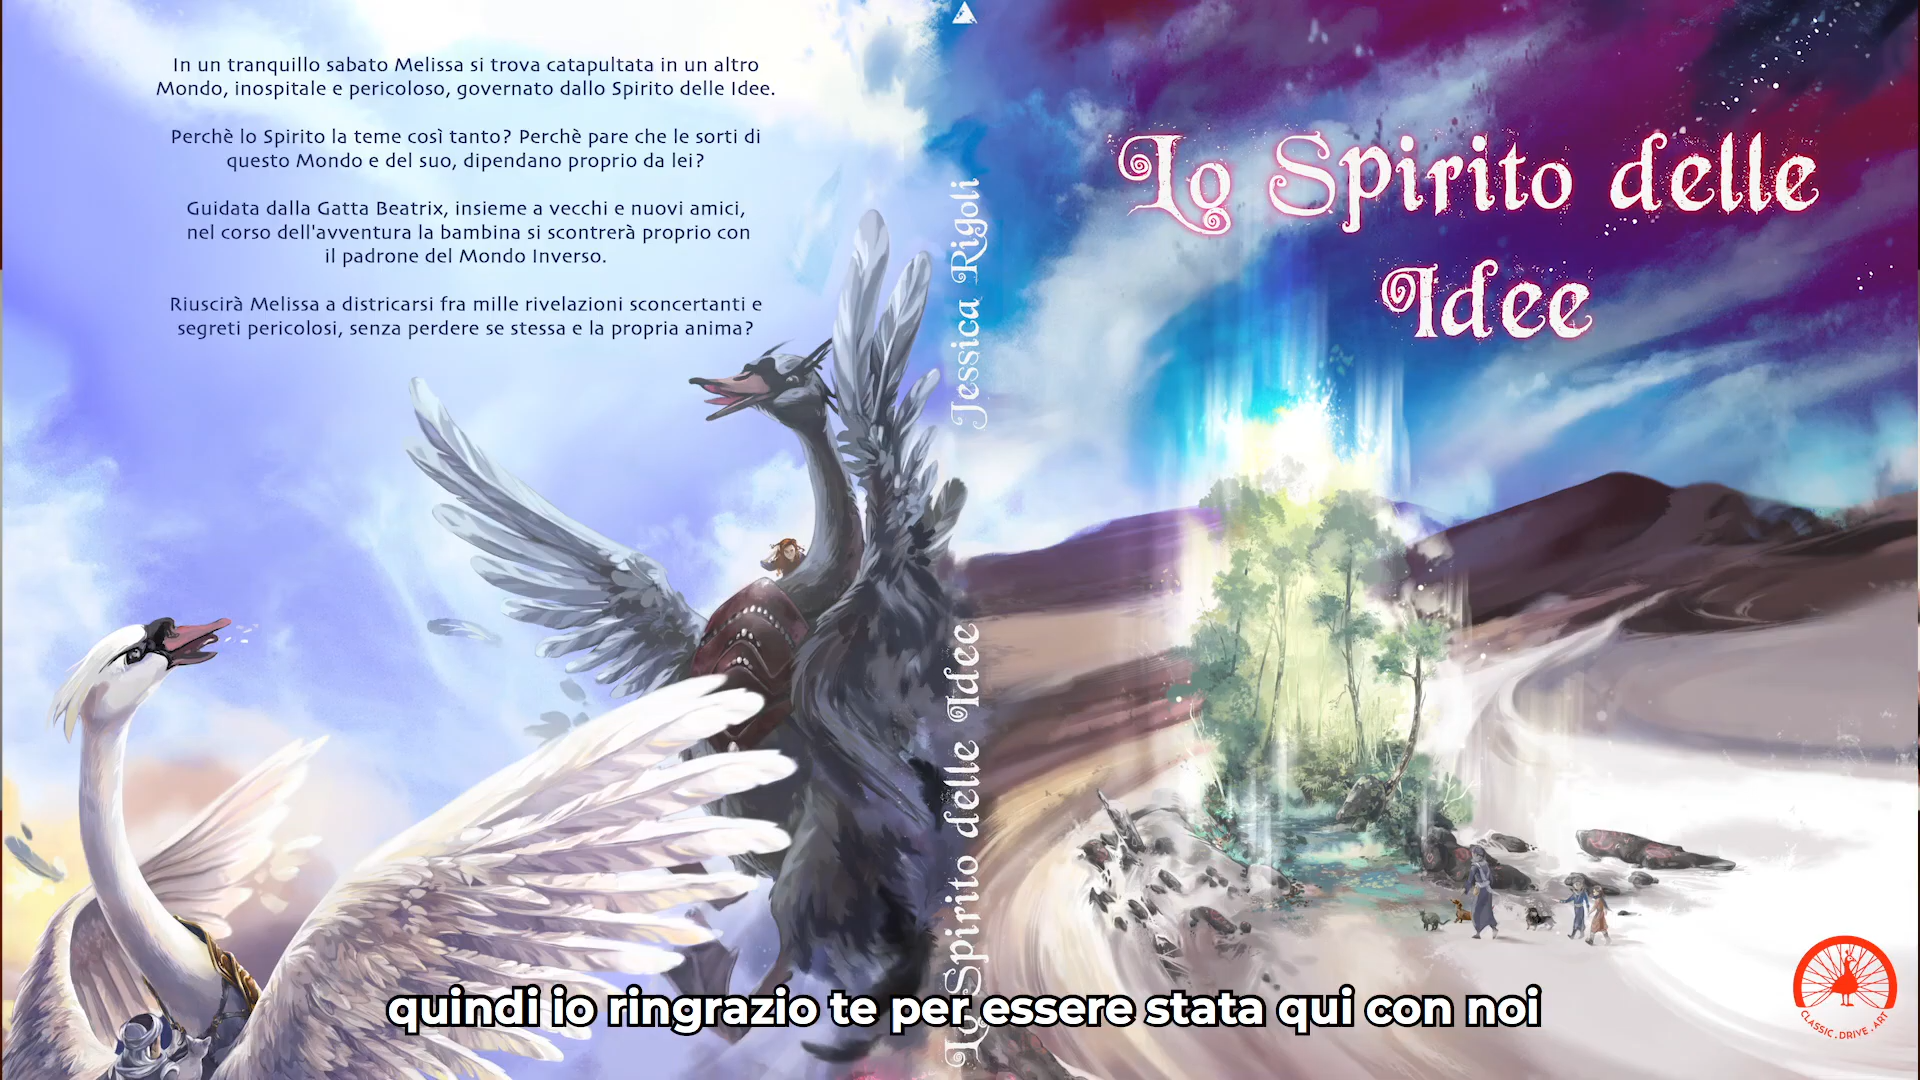 In un tranquillo sabato Melissa si trova catapultata in un altro
Mondo, inospitale e pericoloso, governato dallo Spirito delle Idee.
Perchè lo Spirito la teme così tanto? Perchè pare che le sorti di
questo Mondo e del suo, dipendano proprio da lei?
Guidata dalla Gatta Beatrix, insieme a vecchi e nuovi amici,
nel corso dell'avventura la bambina si scontrerà proprio con
il padrone del Mondo Inverso.
Riuscirà Melissa a districarsi fra mille rivelazioni sconcertanti e
segreti pericolosi, senza perdere se stessa e la propria anima?
Jessica Rigoli
Lo Spirito delle Idee
Lo Spirito delle
Idee
quindi io ringrazio te per essere stata qui con noi
CLASSIC.DRIVE.ART